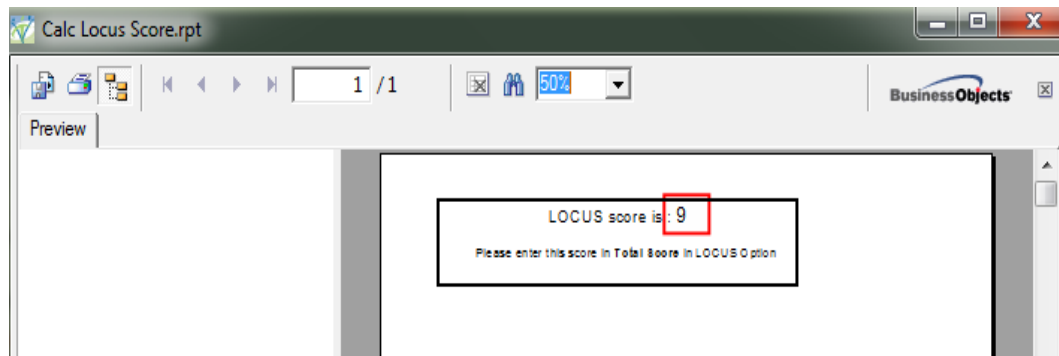 Calc Locus Score.rpt
1 /1
50%
BusinessObjects
Preview
LOCUS score is : 9
Please enter this score in Total Score in LOCUS Option